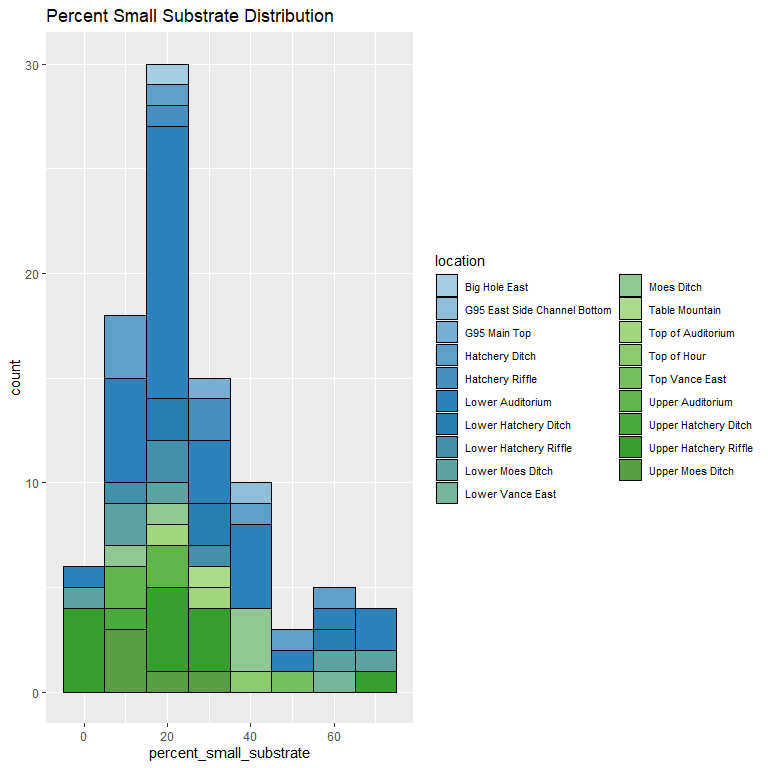 Percent Small Substrate Distribution
30
20
10
0
count
0
20
40
60
percent_small_substrate
location
Big Hole East
G95 East Side Channel Bottom
G95 Main Top
Hatchery Ditch
Hatchery Riffle
Lower Auditorium
Lower Hatchery Ditch
Lower Hatchery Riffle
Lower Moes Ditch
Lower Vance East
Moes Ditch
Table Mountain
Top of Auditorium
Top of Hour
Top Vance East
Upper Auditorium
Upper Hatchery Ditch
Upper Hatchery Riffle
Upper Moes Ditch